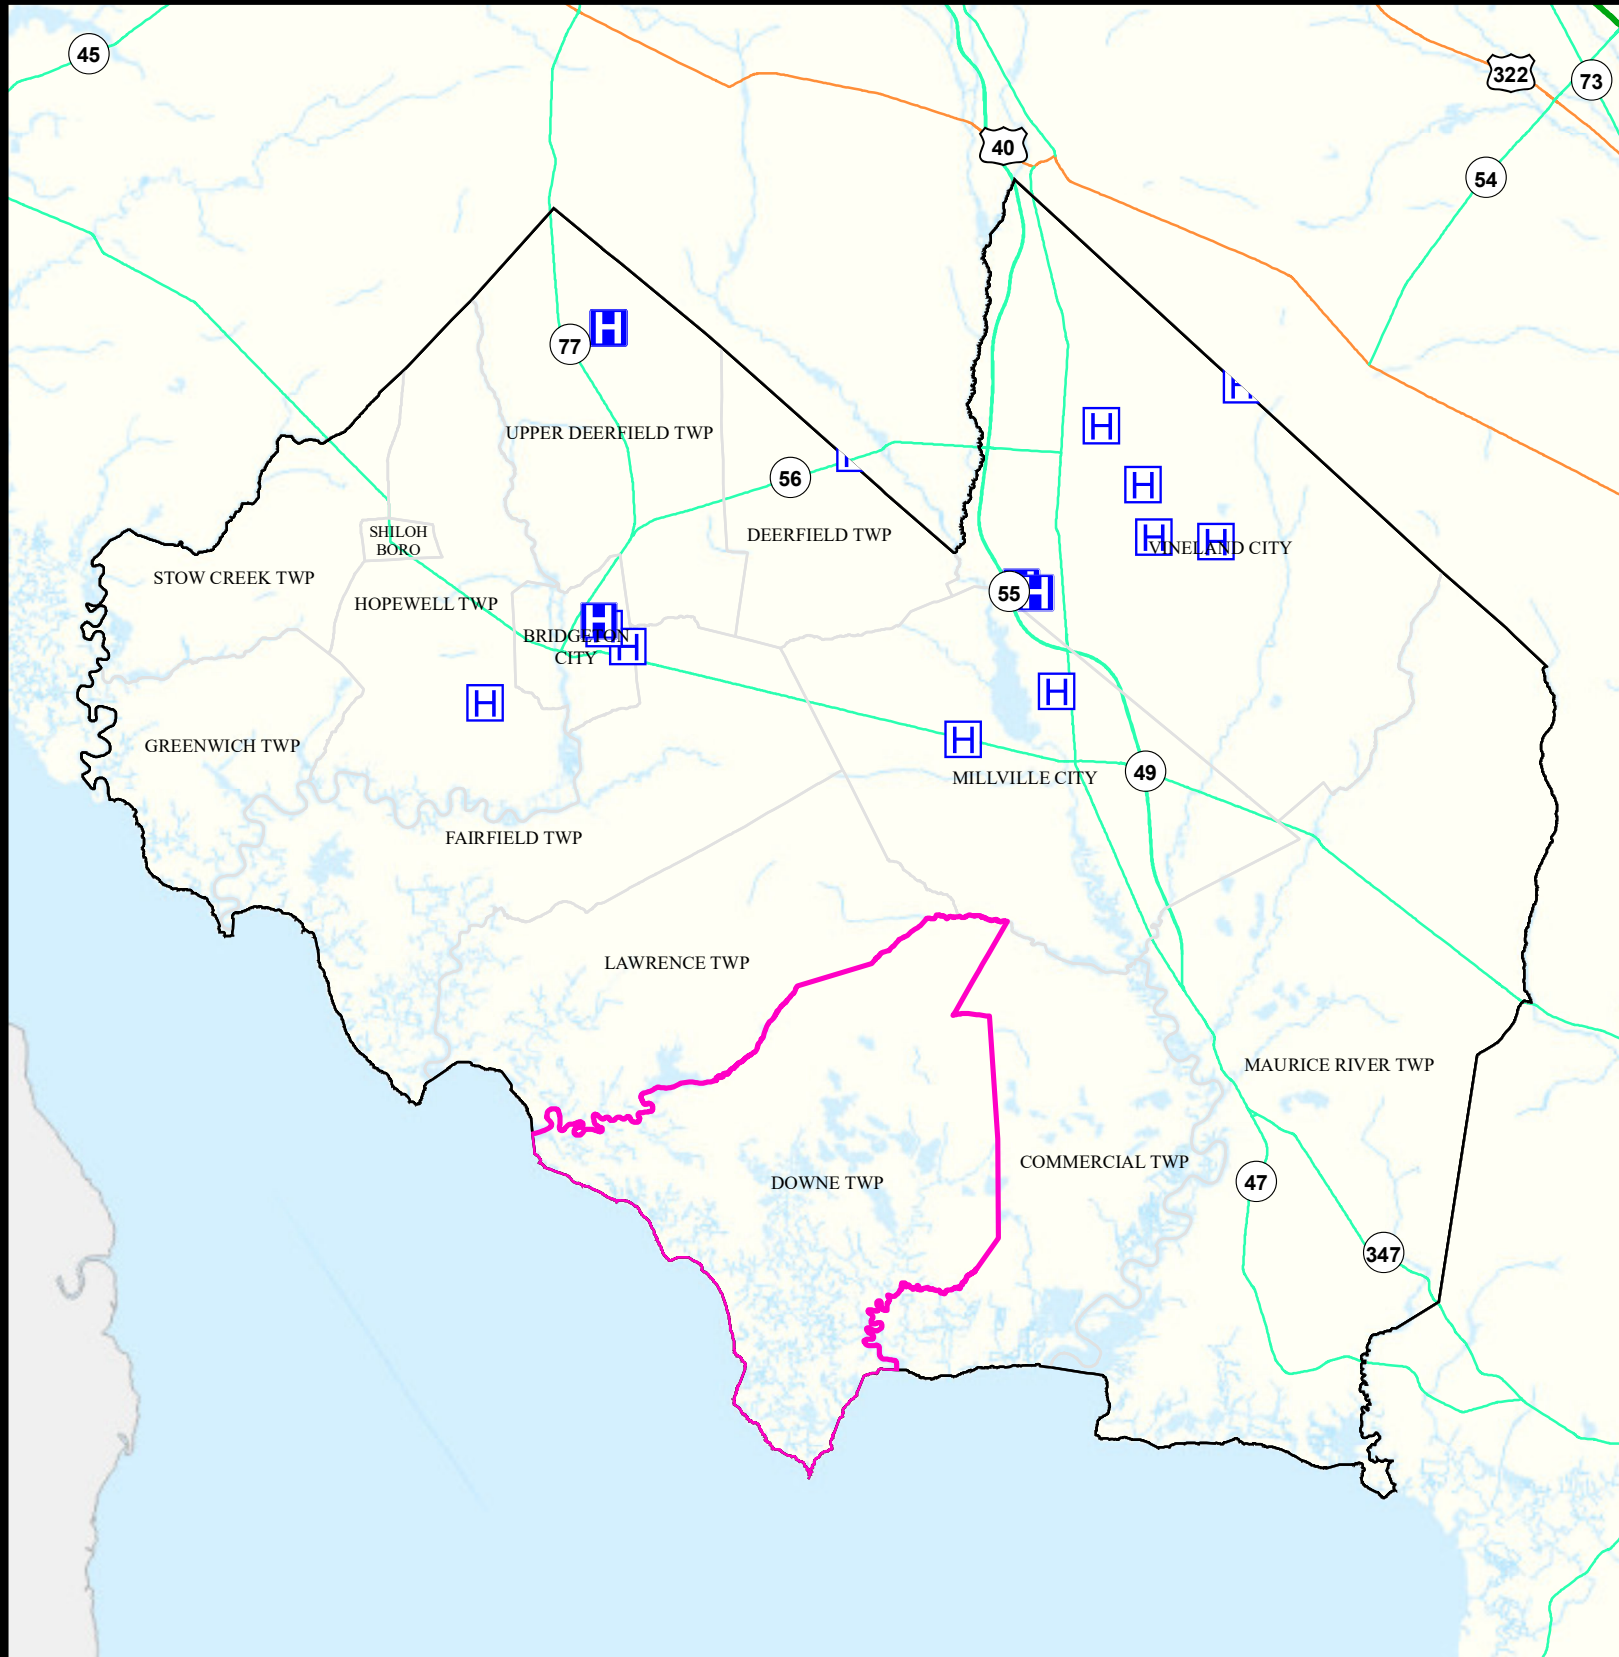 45
322
73
40
54
H
77
H
H
UPPER DEERFIELD TWP
56
H
SHILOH
BORO
DEERFIELD TWP
H
H
VINELAND CITY
STOW CREEK TWP
HOPEWELL TWP
55
H
H
BRIDGETON
CITY
H
H
H
GREENWICH TWP
H
MILLVILLE CITY
49
FAIRFIELD TWP
LAWRENCE TWP
MAURICE RIVER TWP
DOWNE TWP
COMMERCIAL TWP
47
347